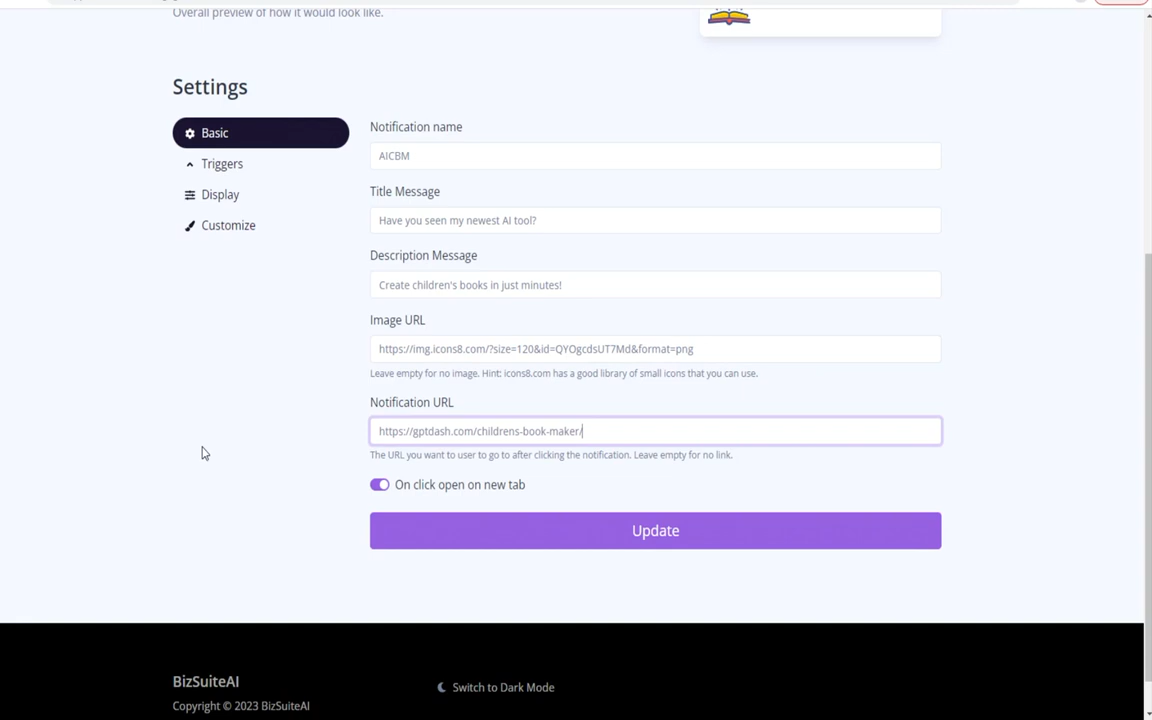 Overall preview of how it would look like.
Settings
Basic
Triggers
Display
Customize
Notification name
AICBM
Title Message
Have you seen my newest AI tool?
Description Message
Create children's books in just minutes!
Image URL
https://img.icons8.com/?size=120&id=QYOgcdsUT7Md&format=png
Leave empty for no image. Hint: icons8.com has a good library of small icons that you can use.
Notification URL
https://gptdash.com/childrens-book-maker/
The URL you want to user to go to after clicking the notification. Leave empty for no link.
On click open on new tab
Update
BizSuiteAI
Switch to Dark Mode
Copyright © 2023 BizSuiteAI